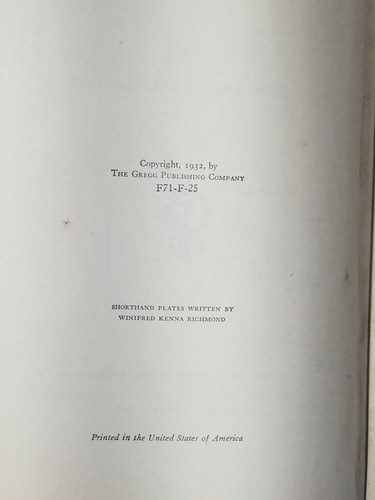 Copyright, 1932, by
THE GREGG PUBLISHING COMPANY
F71-F-25
SHORTHAND PLATES WRITTEN BY
WINIFRED KENNA RICHMOND
Printed in the United States of America